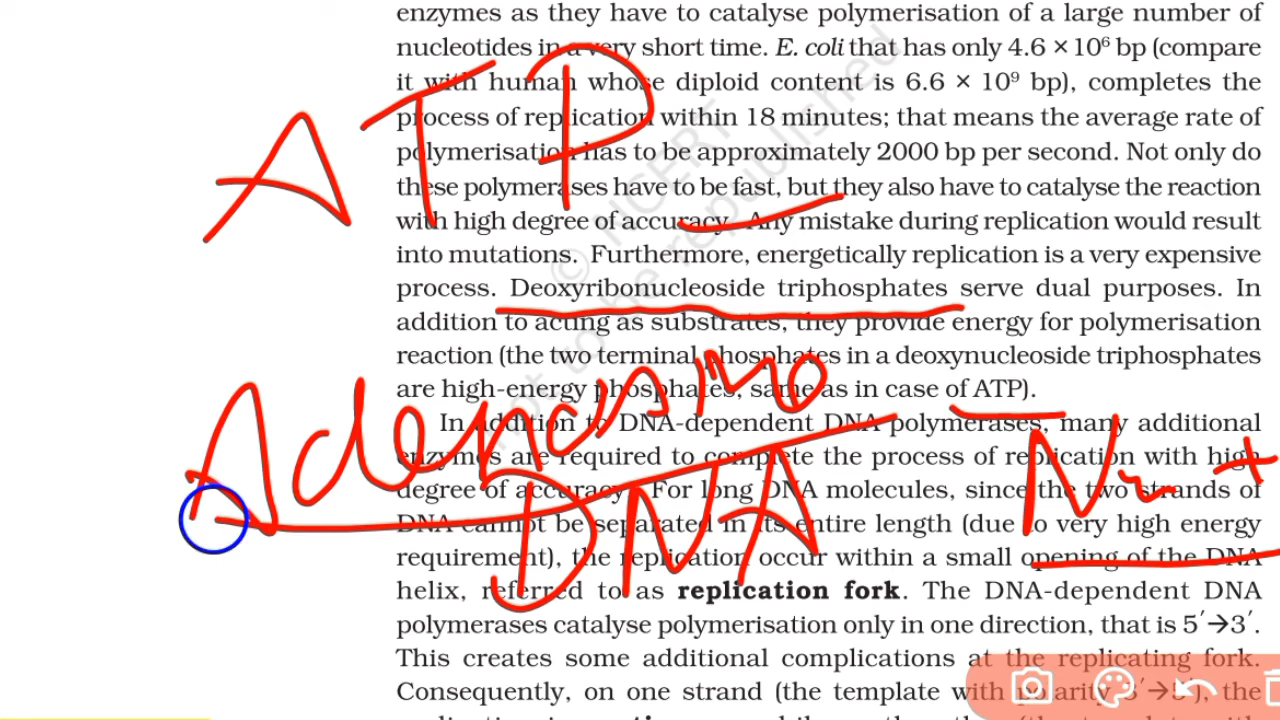 enzymes as they have to catalyse polymerisation of a large number of
nucleotides in a very short time. E. coli that has only 4.6 × 10⁶ bp (compare
it with human whose diploid content is 6.6 × 10⁹ bp), completes the
process of replication within 18 minutes; that means the average rate of
polymerisation has to be approximately 2000 bp per second. Not only do
these polymerases have to be fast, but they also have to catalyse the reaction
with high degree of accuracy. Any mistake during replication would result
into mutations. Furthermore, energetically replication is a very expensive
process. Deoxyribonucleoside triphosphates serve dual purposes. In
addition to acting as substrates, they provide energy for polymerisation
reaction (the two terminal phosphates in a deoxynucleoside triphosphates
are high-energy phosphates, same as in case of ATP).
In addition to DNA-dependent DNA polymerases, many additional
enzymes are required to complete the process of replication with high
degree of accuracy. For long DNA molecules, since the two strands of
DNA cannot be separated in its entire length (due to very high energy
requirement), the replication occur within a small opening of the DNA
helix, referred to as replication fork. The DNA-dependent DNA
polymerases catalyse polymerisation only in one direction, that is 5′→3′.
This creates some additional complications at the replicating fork.
Consequently, on one strand (the template with polarity 3′→5′), the
ATP
DNA
© NCERT
not to be republished